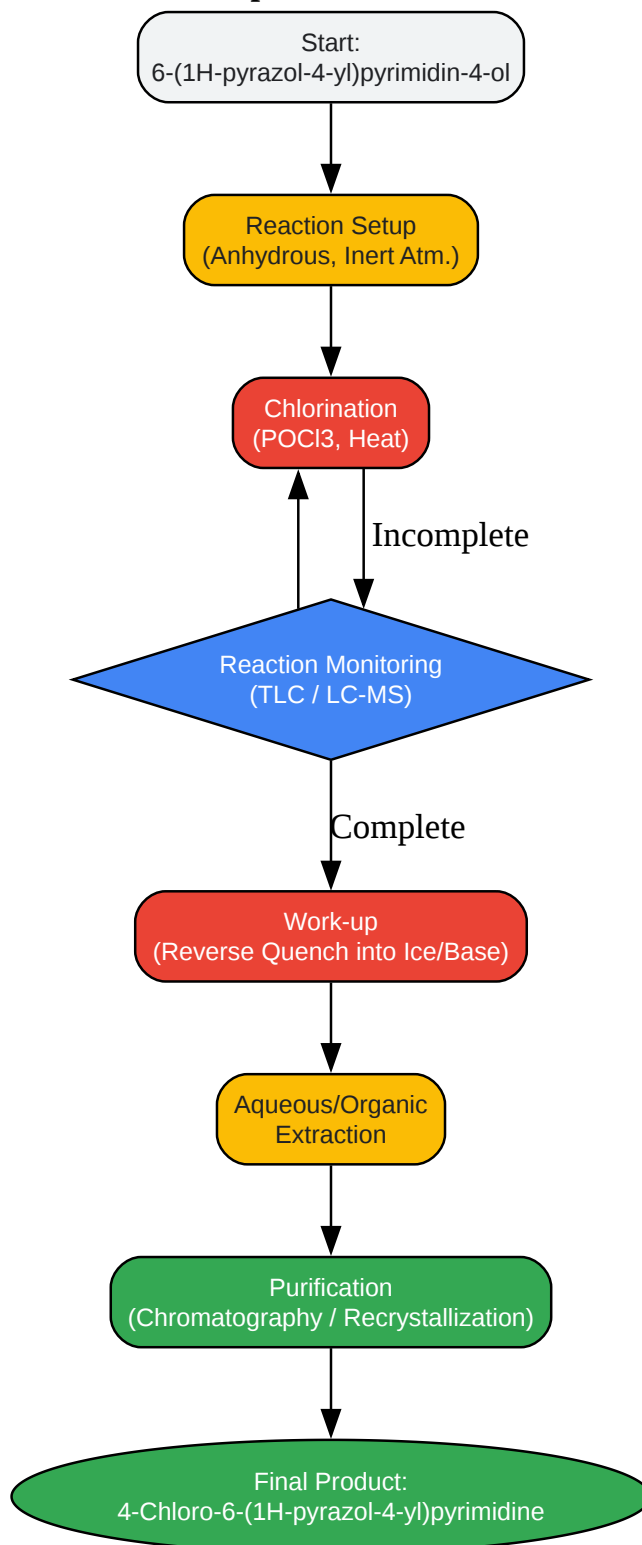 Start:
6-(1H-pyrazol-4-yl)pyrimidin-4-ol
Reaction Setup
(Anhydrous, Inert Atm.)
Chlorination
(POCl3, Heat)
Incomplete
Reaction Monitoring
(TLC / LC-MS)
Complete
Work-up
(Reverse Quench into Ice/Base)
Aqueous/Organic
Extraction
Purification
(Chromatography / Recrystallization)
Final Product:
4-Chloro-6-(1H-pyrazol-4-yl)pyrimidine